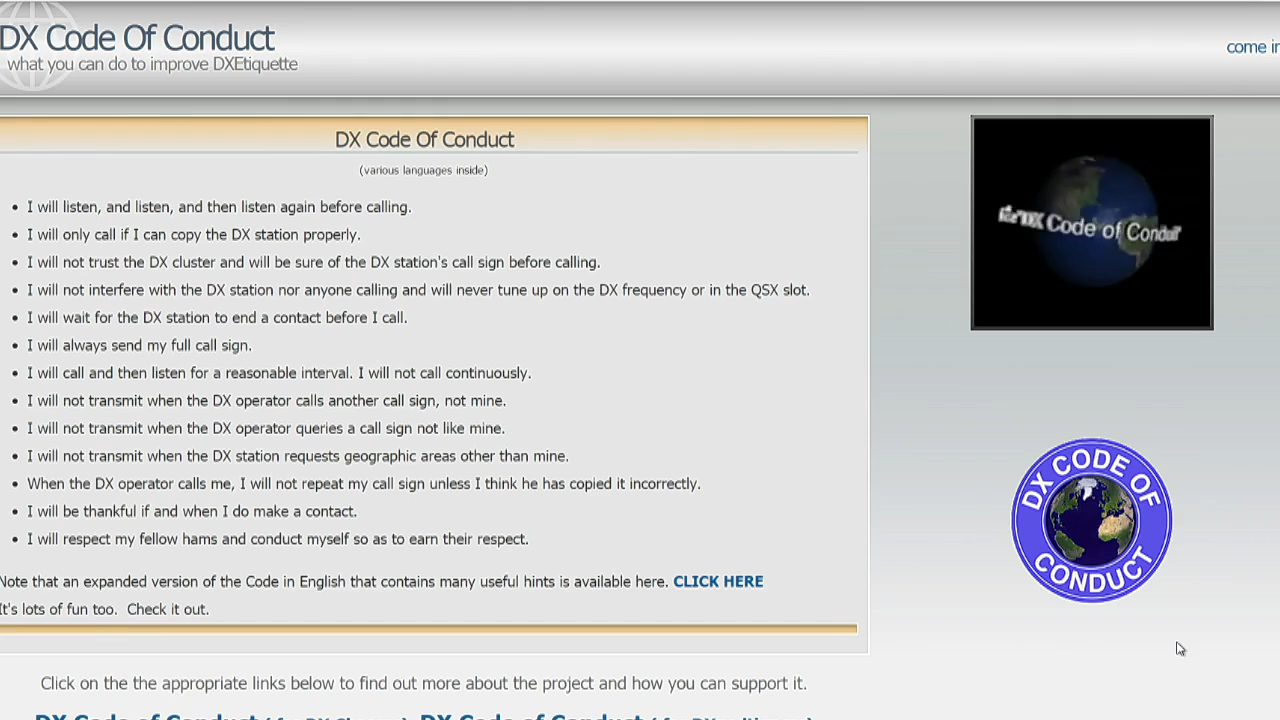 DX Code Of Conduct
what you can do to improve DXEtiquette
come in
DX Code Of Conduct
(various languages inside)
• I will listen, and listen, and then listen again before calling.
• I will only call if I can copy the DX station properly.
• I will not trust the DX cluster and will be sure of the DX station's call sign before calling.
• I will not interfere with the DX station nor anyone calling and will never tune up on the DX frequency or in the QSX slot.
• I will wait for the DX station to end a contact before I call.
• I will always send my full call sign.
• I will call and then listen for a reasonable interval. I will not call continuously.
• I will not transmit when the DX operator calls another call sign, not mine.
• I will not transmit when the DX operator queries a call sign not like mine.
• I will not transmit when the DX station requests geographic areas other than mine.
• When the DX operator calls me, I will not repeat my call sign unless I think he has copied it incorrectly.
• I will be thankful if and when I do make a contact.
• I will respect my fellow hams and conduct myself so as to earn their respect.
Note that an expanded version of the Code in English that contains many useful hints is available here. CLICK HERE
It's lots of fun too. Check it out.
DX Code of Conduct
DX CODE OF
CONDUCT
Click on the the appropriate links below to find out more about the project and how you can support it.
DX Code of Conduct DX Code of Conduct